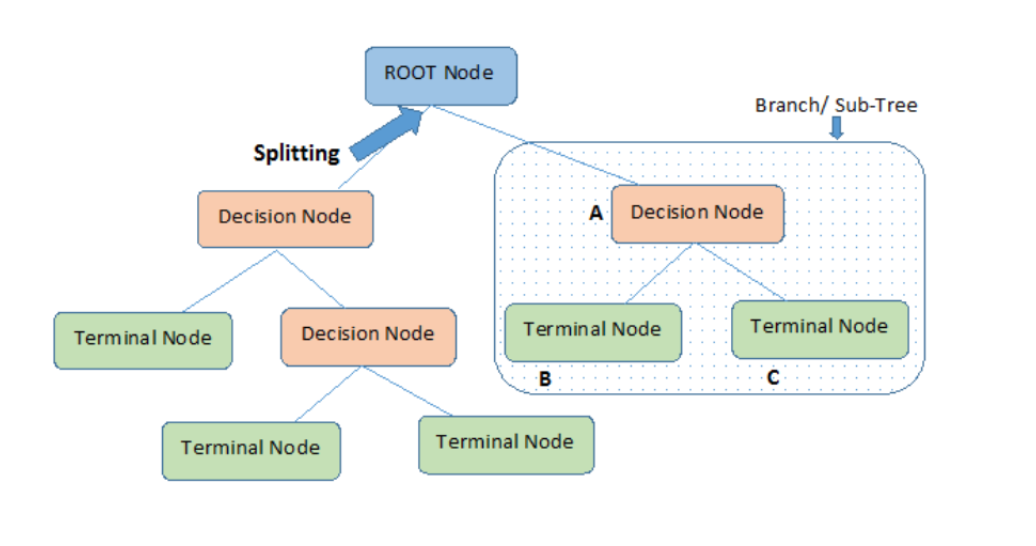 ROOT Node
Branch/ Sub-Tree
Splitting
Decision Node
A
Decision Node
Terminal Node
Decision Node
Terminal Node
Terminal Node
B
C
Terminal Node
Terminal Node